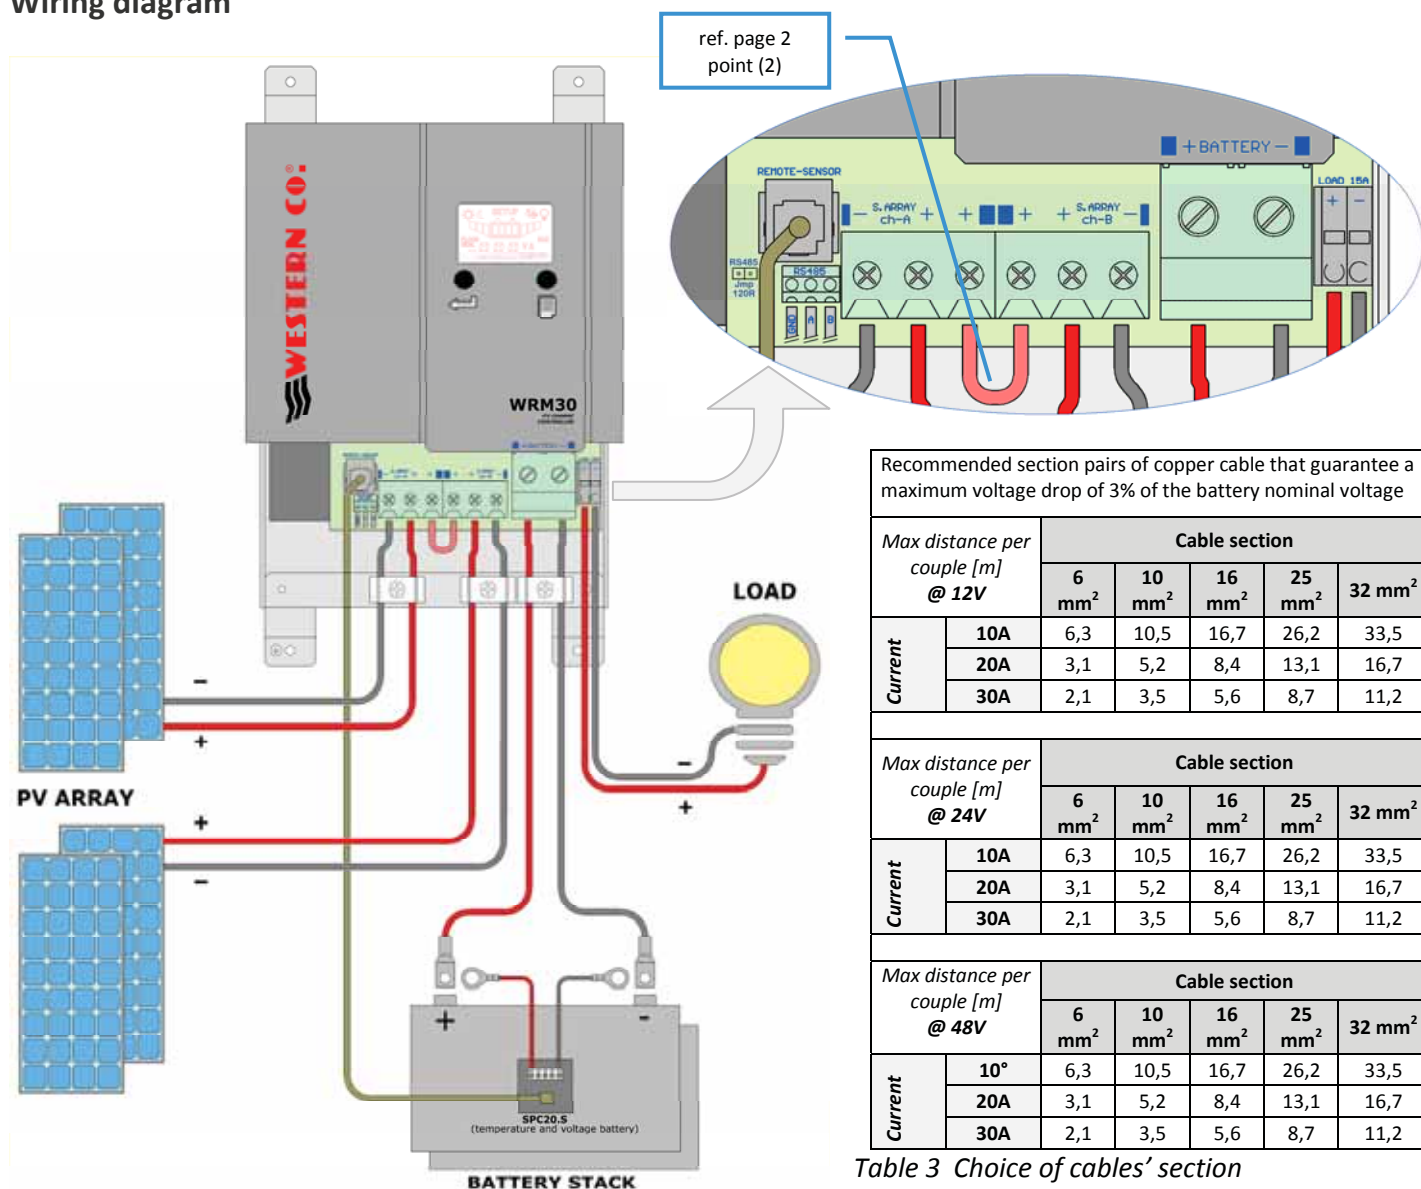 Wiring diagram
ref. page 2
point (2)
WESTERN CO.®
SETUP
WRM30
REMOTE-SENSOR
RS485
Jmp
120R
RS485
GND
A
B
− S.ARRAY +
ch-A
+ +
+ S.ARRAY −
ch-B
+BATTERY−
LOAD 15A
+ −
LOAD
−
+
−
+
PV ARRAY
+
−
+ -
SPC20.S
(temperature and voltage battery)
BATTERY STACK
Recommended section pairs of copper cable that guarantee a
maximum voltage drop of 3% of the battery nominal voltage
Max distance per couple [m] @ 12V Cable section
6 mm² 10 mm² 16 mm² 25 mm² 32 mm²
Current
10A 6,3 10,5 16,7 26,2 33,5
20A 3,1 5,2 8,4 13,1 16,7
30A 2,1 3,5 5,6 8,7 11,2
Max distance per couple [m] @ 24V Cable section
6 mm² 10 mm² 16 mm² 25 mm² 32 mm²
Current
10A 6,3 10,5 16,7 26,2 33,5
20A 3,1 5,2 8,4 13,1 16,7
30A 2,1 3,5 5,6 8,7 11,2
Max distance per couple [m] @ 48V Cable section
6 mm² 10 mm² 16 mm² 25 mm² 32 mm²
Current
10° 6,3 10,5 16,7 26,2 33,5
20A 3,1 5,2 8,4 13,1 16,7
30A 2,1 3,5 5,6 8,7 11,2
Table 3 Choice of cables’ section